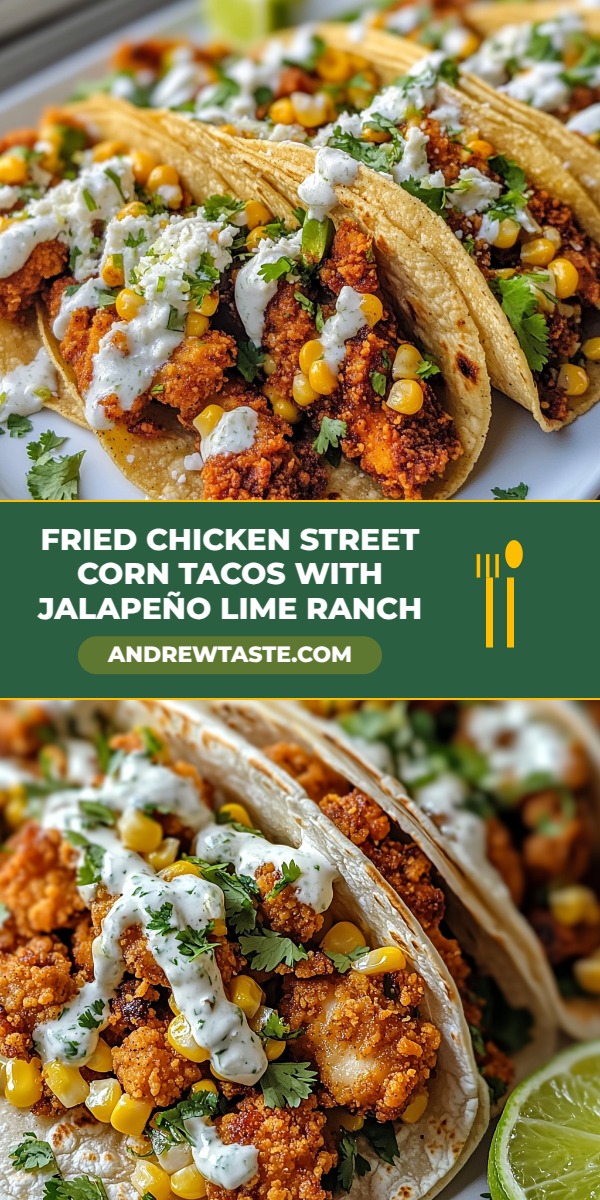 FRIED CHICKEN STREET
CORN TACOS WITH
JALAPEÑO LIME RANCH
ANDREWTASTE.COM